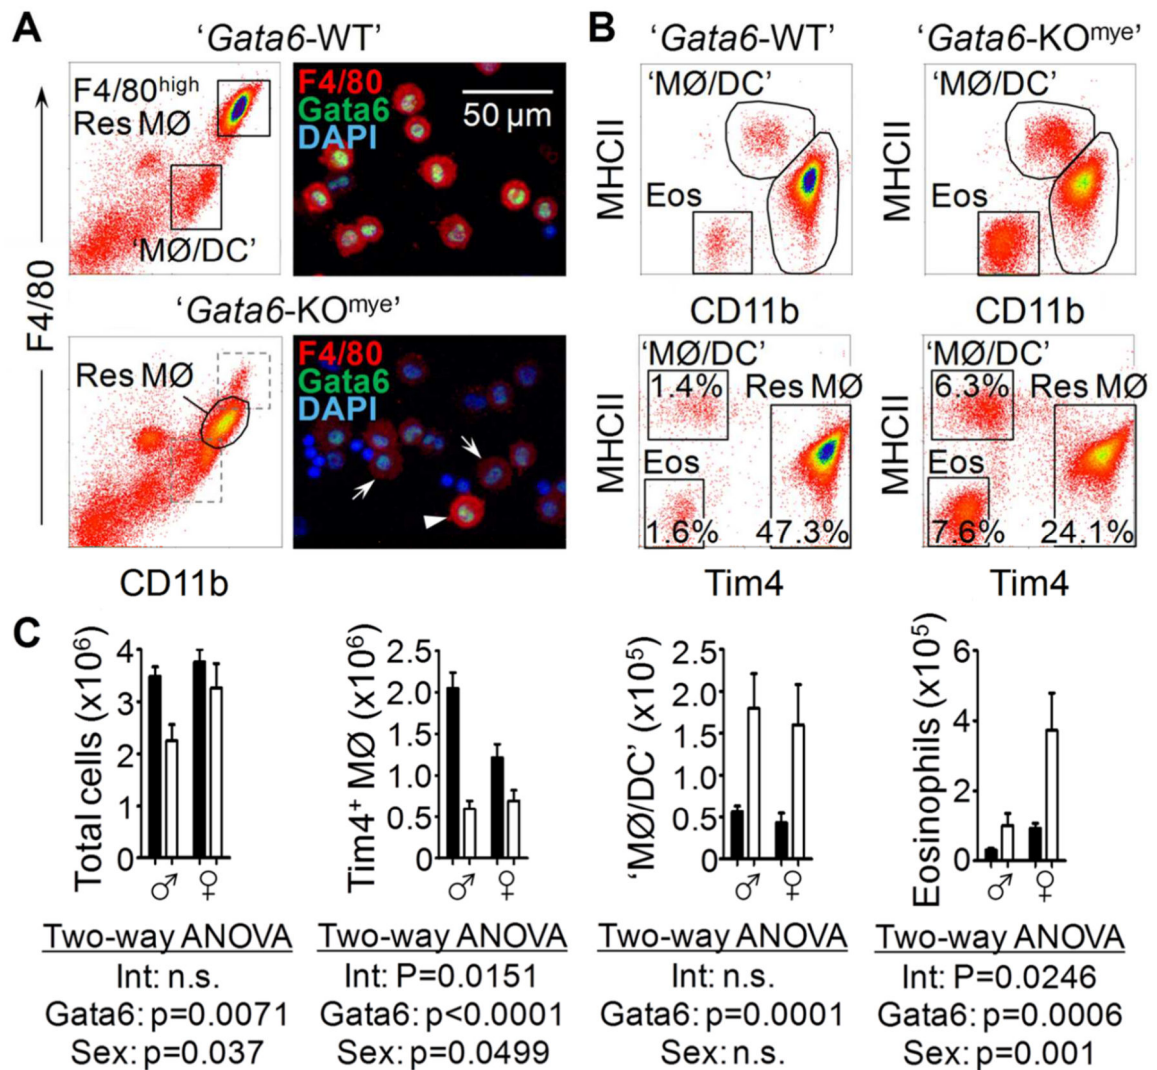 A
‘Gata6-WT’
F4/80high
Res MØ
‘MØ/DC’
F4/80
Gata6
DAPI
50 µm
‘Gata6-KOmye’
Res MØ
F4/80
Gata6
DAPI
F4/80
CD11b
B
‘Gata6-WT’
‘Gata6-KOmye’
‘MØ/DC’
Eos
MHCII
‘MØ/DC’
Eos
MHCII
CD11b
‘MØ/DC’
1.4%
Res MØ
Eos
1.6%
47.3%
MHCII
‘MØ/DC’
6.3%
Res MØ
Eos
7.6%
24.1%
MHCII
Tim4
Tim4
C
Total cells (x10⁶)
4
3
2
1
0
♂ ♀
Two-way ANOVA
Int: n.s.
Gata6: p=0.0071
Sex: p=0.037
Tim4⁺ MØ (x10⁶)
2.5
2.0
1.5
1.0
0.5
0
♂ ♀
Two-way ANOVA
Int: P=0.0151
Gata6: p<0.0001
Sex: p=0.0499
‘MØ/DC’ (x10⁵)
2.5
2.0
1.5
1.0
0.5
0
♂ ♀
Two-way ANOVA
Int: n.s.
Gata6: p=0.0001
Sex: n.s.
Eosinophils (x10⁵)
6
4
2
0
♂ ♀
Two-way ANOVA
Int: P=0.0246
Gata6: p=0.0006
Sex: p=0.001